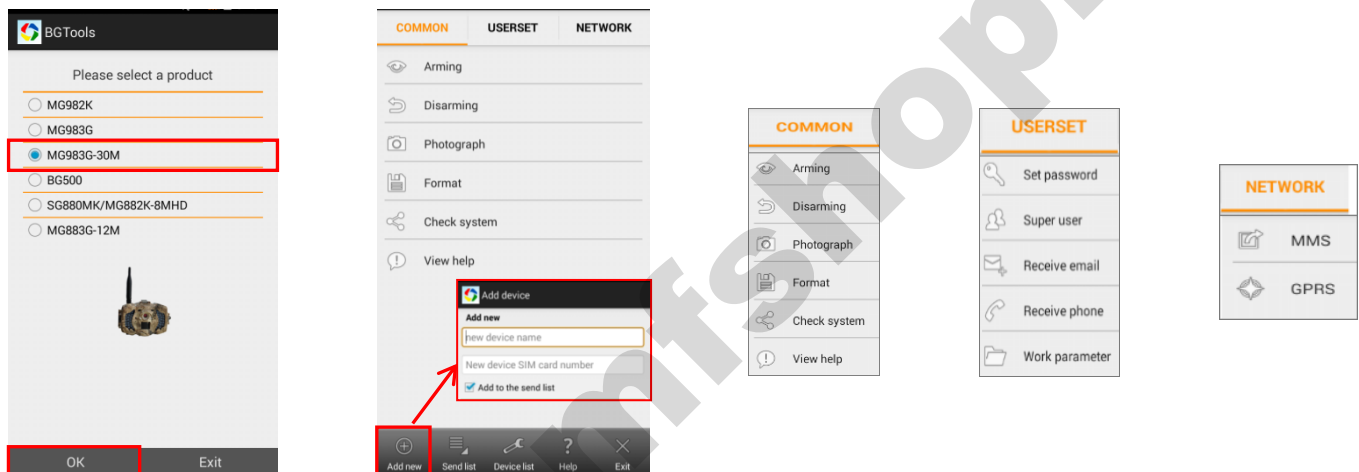 BGTools
Please select a product
MG982K
MG983G
MG983G-30M
BG500
SG880MK/MG882K-8MHD
MG883G-12M
OK Exit
COMMON USERSET NETWORK
Arming
Disarming
Photograph
Format
Check system
View help
Add device
Add new
new device name
New device SIM card number
Add to the send list
Add new Send list Device list Help Exit
COMMON
Arming
Disarming
Photograph
Format
Check system
View help
USERSET
Set password
Super user
Receive email
Receive phone
Work parameter
NETWORK
MMS
GPRS
mfshop